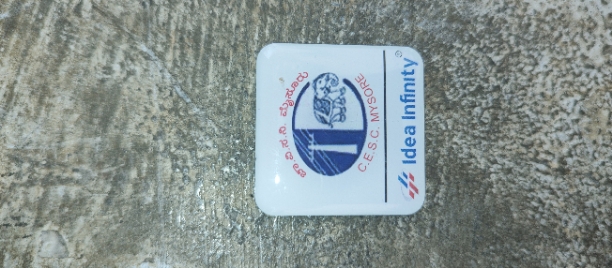 ಚಾ.ವಿ.ಸ.ನಿ. ಮೈಸೂರು
C.E.S.C. MYSORE
Idea Infinity®